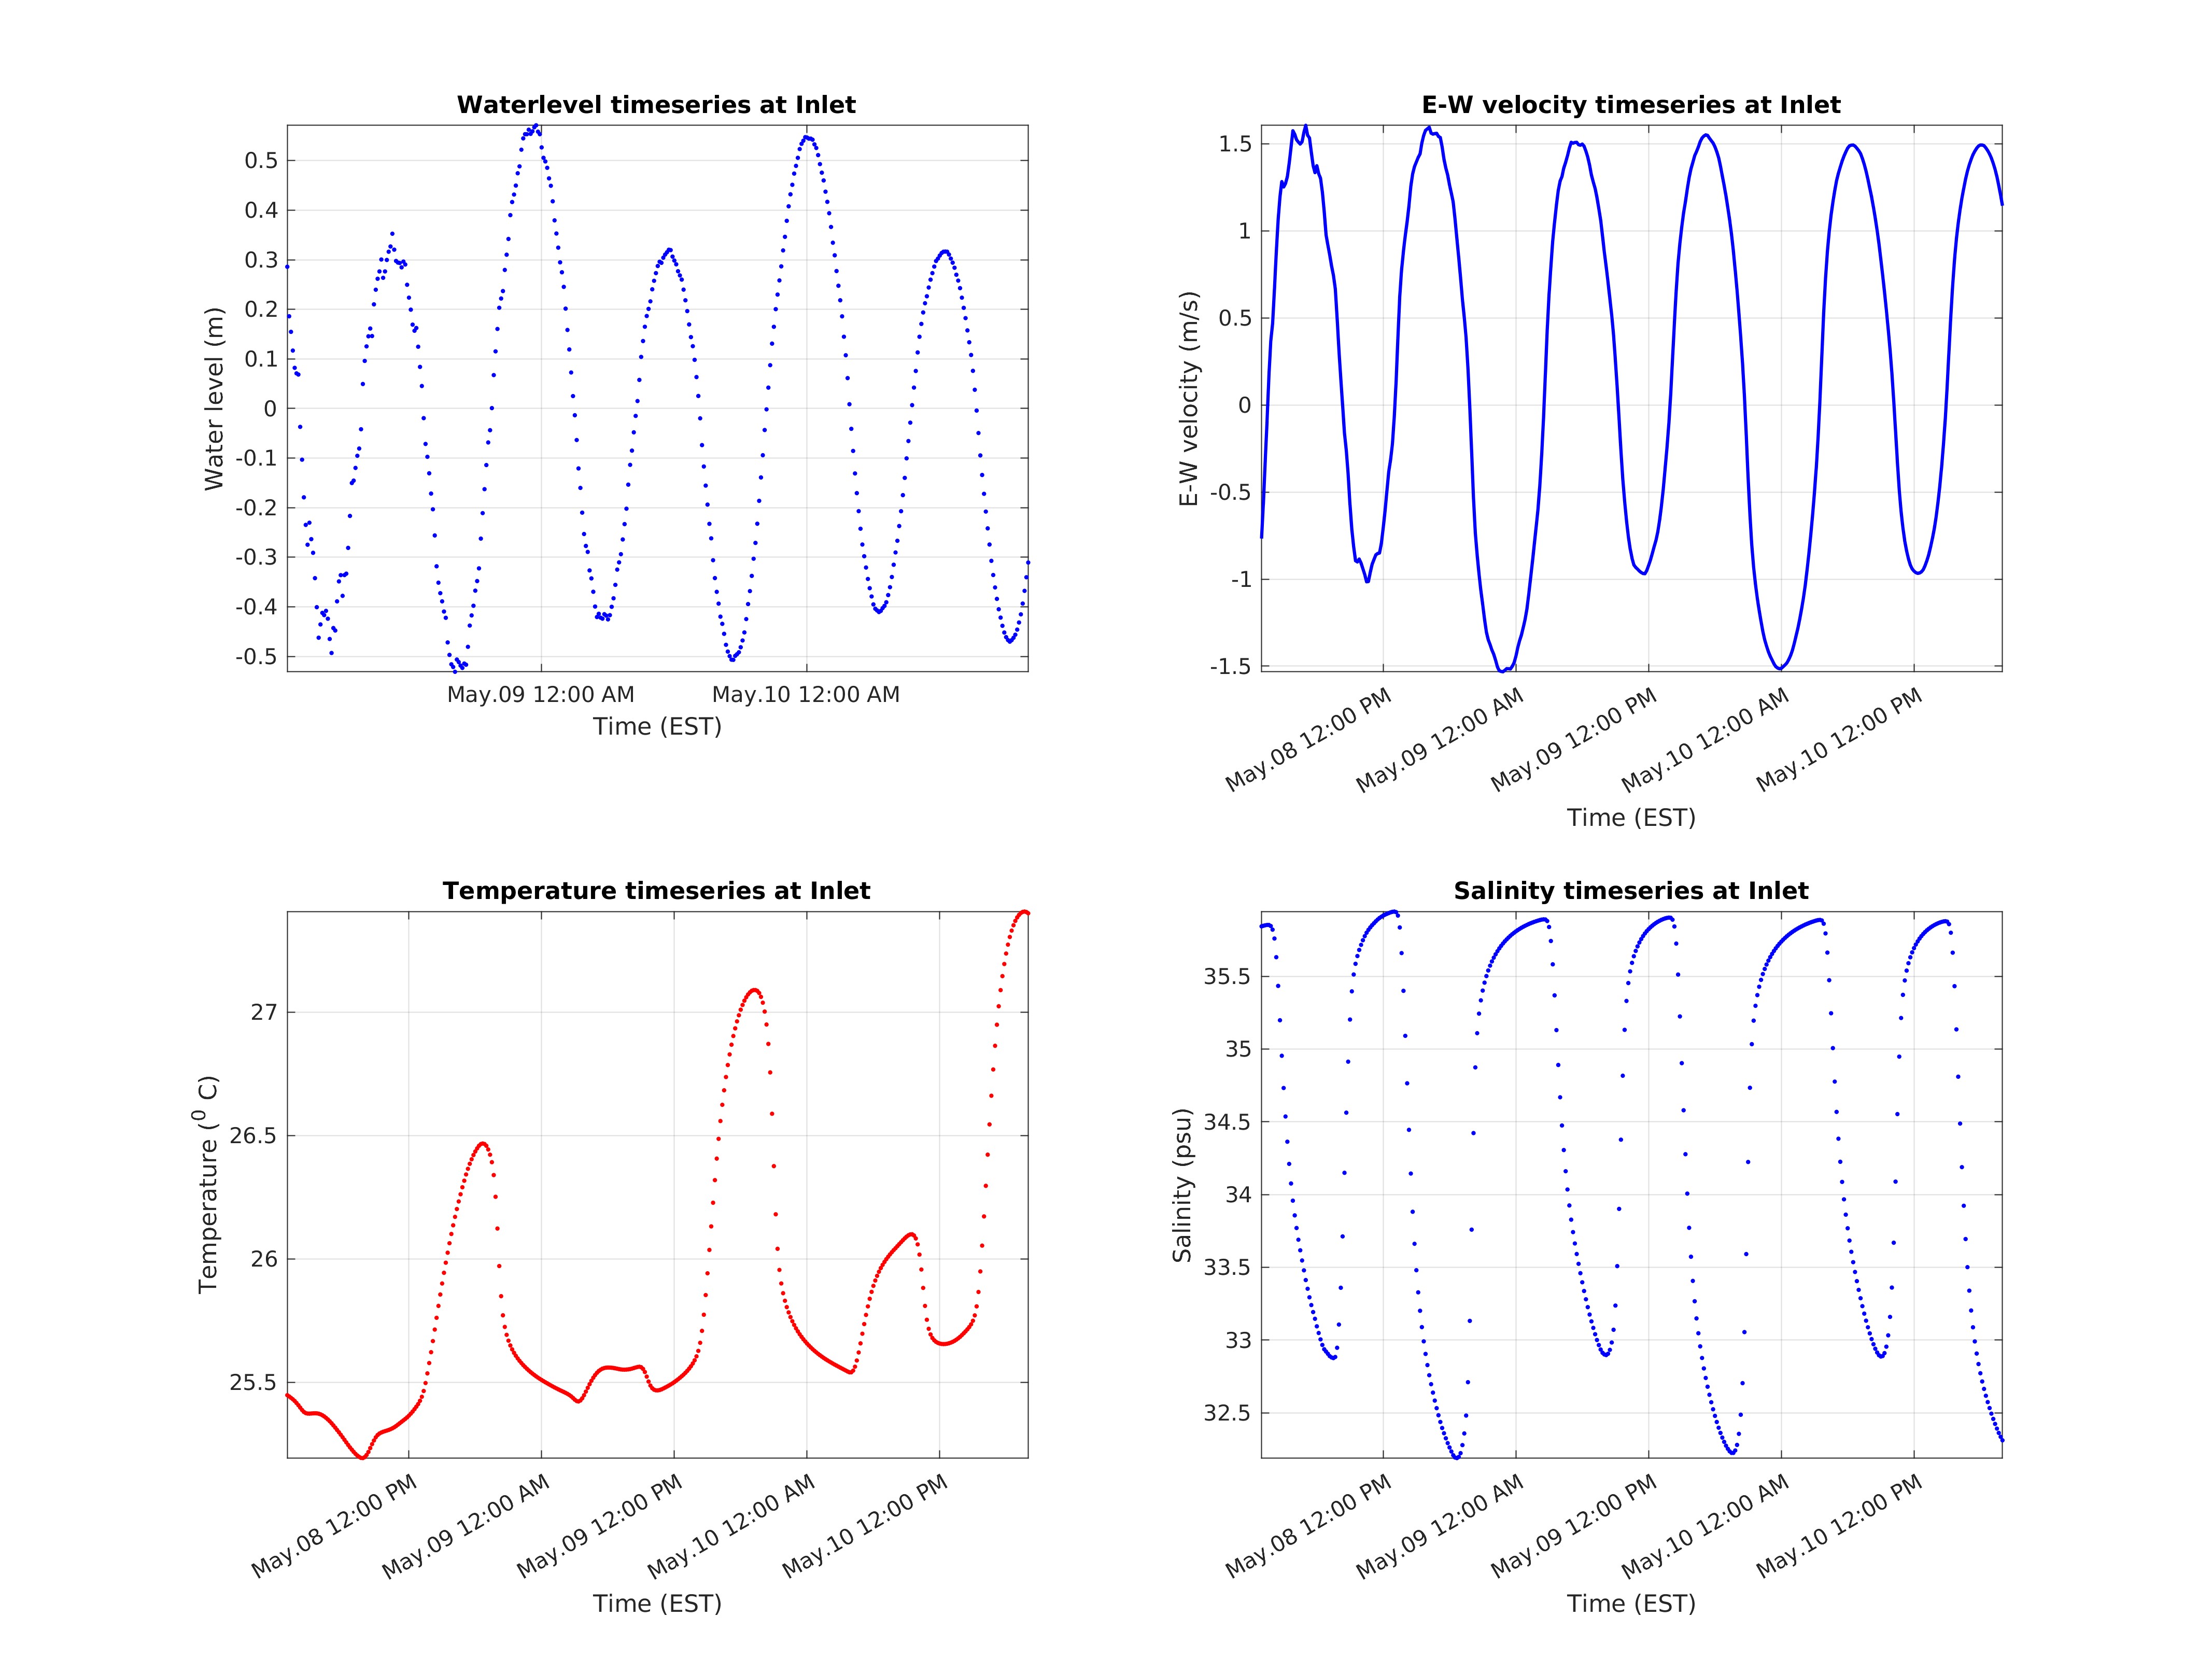 Waterlevel timeseries at Inlet
0.5
0.4
0.3
0.2
0.1
0
-0.1
-0.2
-0.3
-0.4
-0.5
Water level (m)
May.09 12:00 AM
May.10 12:00 AM
Time (EST)
E-W velocity timeseries at Inlet
1.5
1
0.5
0
-0.5
-1
-1.5
E-W velocity (m/s)
May.08 12:00 PM
May.09 12:00 AM
May.09 12:00 PM
May.10 12:00 AM
May.10 12:00 PM
Time (EST)
Temperature timeseries at Inlet
27
26.5
26
25.5
Temperature (⁰ C)
May.08 12:00 PM
May.09 12:00 AM
May.09 12:00 PM
May.10 12:00 AM
May.10 12:00 PM
Time (EST)
Salinity timeseries at Inlet
35.5
35
34.5
34
33.5
33
32.5
Salinity (psu)
May.08 12:00 PM
May.09 12:00 AM
May.09 12:00 PM
May.10 12:00 AM
May.10 12:00 PM
Time (EST)